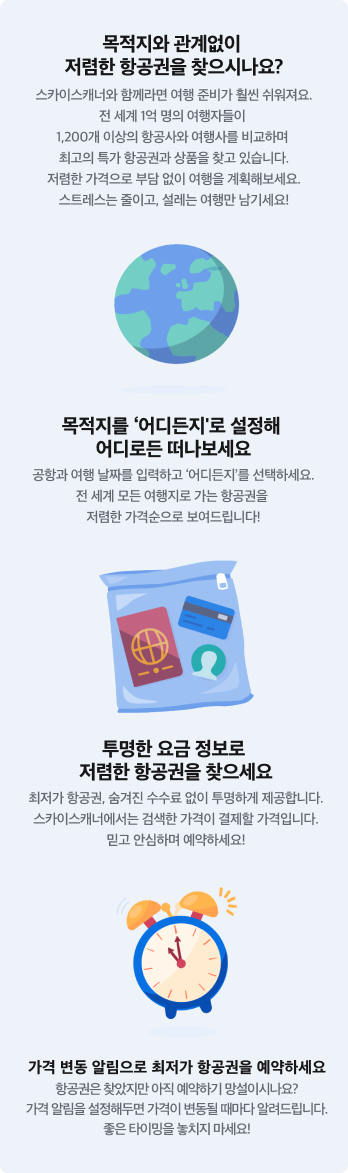 목적지와 관계없이
저렴한 항공권을 찾으시나요?
스카이스캐너와 함께라면 여행 준비가 훨씬 쉬워져요.
전 세계 1억 명의 여행자들이
1,200개 이상의 항공사와 여행사를 비교하며
최고의 특가 항공권과 상품을 찾고 있습니다.
저렴한 가격으로 부담 없이 여행을 계획해보세요.
스트레스는 줄이고, 설레는 여행만 남기세요!
목적지를 ‘어디든지'로 설정해
어디로든 떠나보세요
공항과 여행 날짜를 입력하고 ‘어디든지’를 선택하세요.
전 세계 모든 여행지로 가는 항공권을
저렴한 가격순으로 보여드립니다!
투명한 요금 정보로
저렴한 항공권을 찾으세요
최저가 항공권, 숨겨진 수수료 없이 투명하게 제공합니다.
스카이스캐너에서는 검색한 가격이 결제할 가격입니다.
믿고 안심하며 예약하세요!
가격 변동 알림으로 최저가 항공권을 예약하세요
항공권은 찾았지만 아직 예약하기 망설이시나요?
가격 알림을 설정해두면 가격이 변동될 때마다 알려드립니다.
좋은 타이밍을 놓치지 마세요!